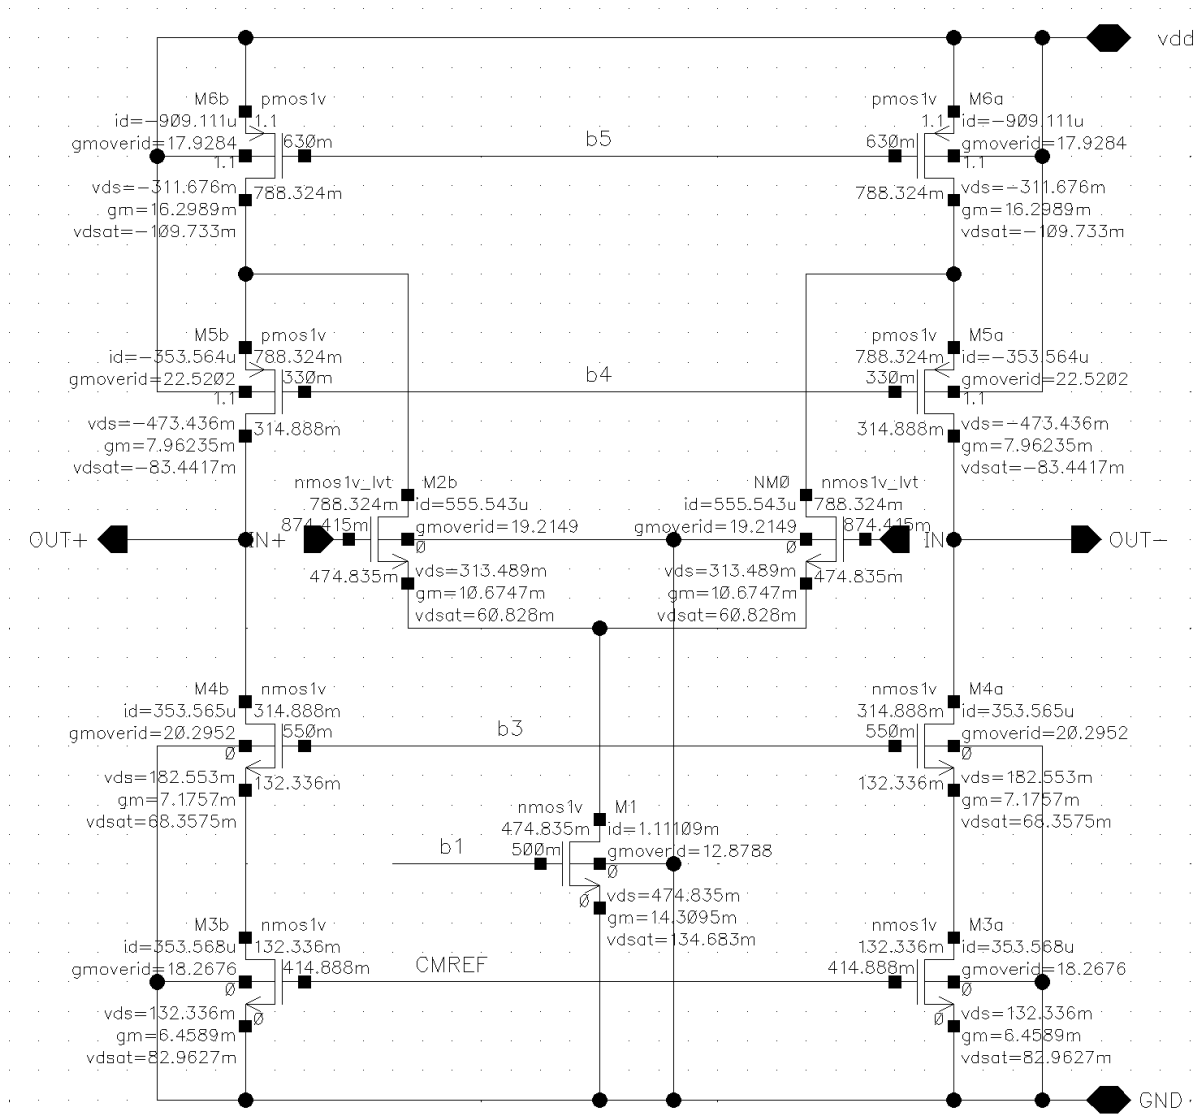 vdd
M6b pmos1v
id=-909.111u 1.1
gmoverid=17.9284 630m
1.1
vds=-311.676m 788.324m
gm=16.2989m
vdsat=-109.733m
b5
pmos1v M6a
1.1 id=-909.111u
630m gmoverid=17.9284
1.1
788.324m vds=-311.676m
gm=16.2989m
vdsat=-109.733m
M5b pmos1v
id=-353.564u 788.324m
gmoverid=22.5202 330m
1.1
vds=-473.436m 314.888m
gm=7.96235m
vdsat=-83.4417m
b4
pmos1v M5a
788.324m id=-353.564u
330m gmoverid=22.5202
1.1
314.888m vds=-473.436m
gm=7.96235m
vdsat=-83.4417m
nmos1v_lvt M2b
788.324m id=555.543u
874.415m gmoverid=19.2149
0
474.835m vds=313.489m
gm=10.6747m
vdsat=60.828m
NM0 nmos1v_lvt
id=555.543u 788.324m
gmoverid=19.2149 874.415m
0
vds=313.489m 474.835m
gm=10.6747m
vdsat=60.828m
OUT+ IN+ IN OUT-
M4b nmos1v
id=353.565u 314.888m
gmoverid=20.2952 550m
0
vds=182.553m 132.336m
gm=7.1757m
vdsat=68.3575m
b3
nmos1v M4a
314.888m id=353.565u
550m gmoverid=20.2952
0
132.336m vds=182.553m
gm=7.1757m
vdsat=68.3575m
nmos1v M1
474.835m id=1.11109m
b1 500m gmoverid=12.8788
0
0 vds=474.835m
gm=14.3095m
vdsat=134.683m
M3b nmos1v
id=353.568u 132.336m
gmoverid=18.2676 414.888m
0
vds=132.336m 0
gm=6.4589m
vdsat=82.9627m
CMREF
nmos1v M3a
132.336m id=353.568u
414.888m gmoverid=18.2676
0
0 vds=132.336m
gm=6.4589m
vdsat=82.9627m
GND